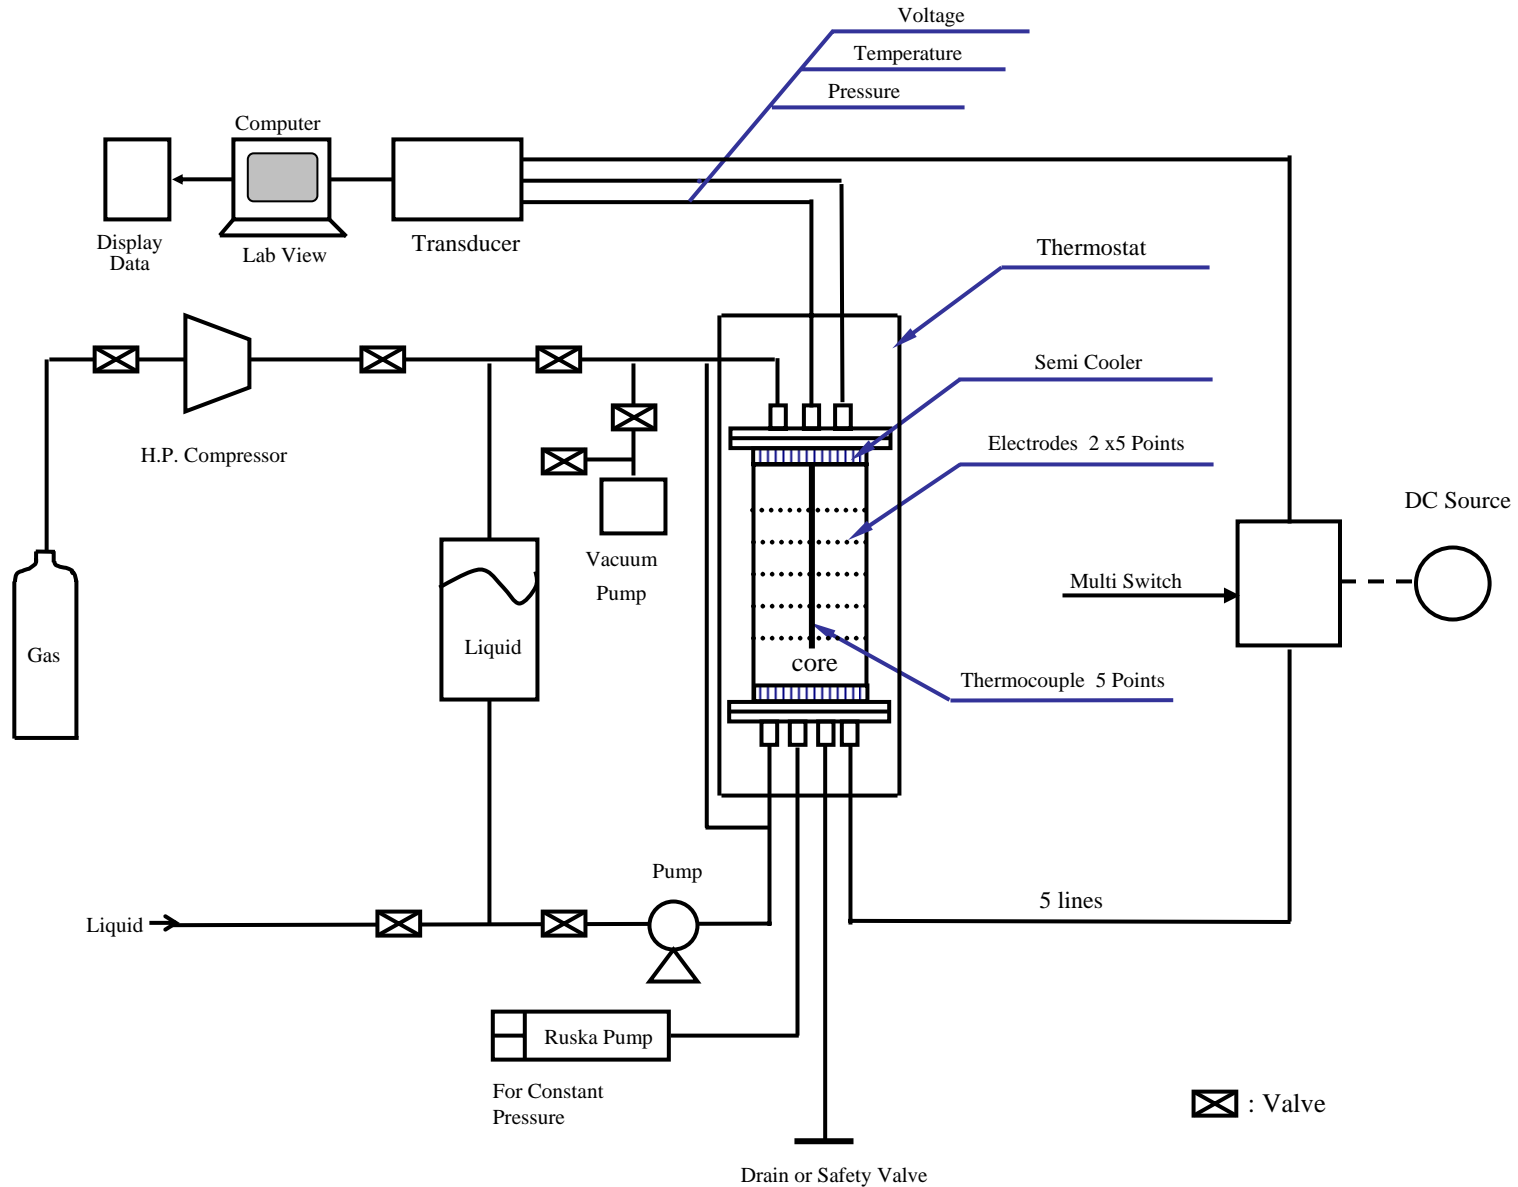 Voltage
Temperature
Pressure
Computer
Display
Data
Lab View
Transducer
Thermostat
Semi Cooler
Electrodes 2 x5 Points
H.P. Compressor
DC Source
Vacuum
Pump
Multi Switch
Liquid
Gas
core
Thermocouple 5 Points
Pump
5 lines
Liquid
Ruska Pump
For Constant
Pressure
: Valve
Drain or Safety Valve